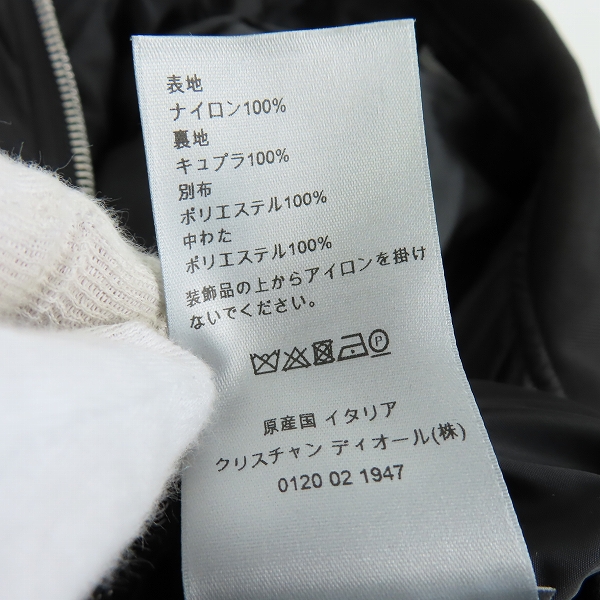 表地
ナイロン100%
裏地
キュプラ100%
別布
ポリエステル100%
中わた
ポリエステル100%
装飾品の上からアイロンを掛け
ないでください。
P
原産国 イタリア
クリスチャン ディオール(株)
0120 02 1947